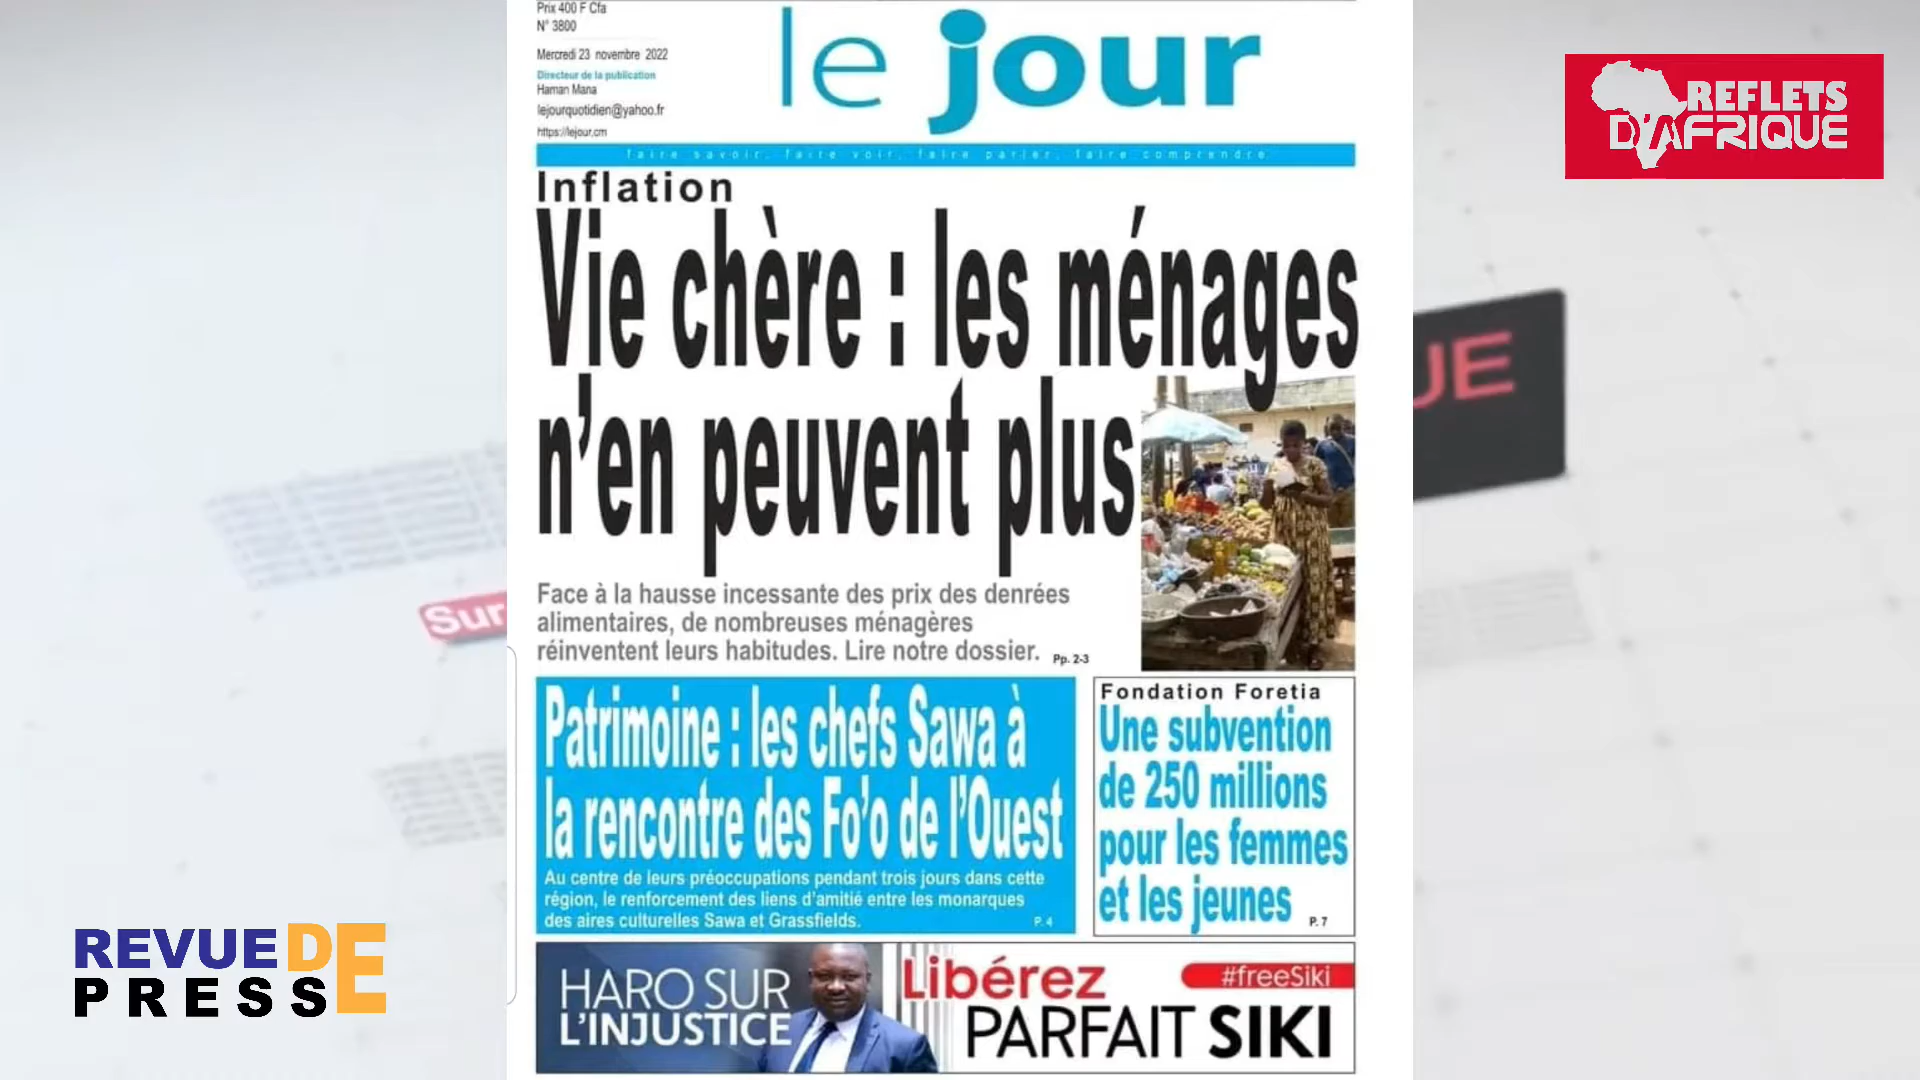 Prix 400 F Cfa
N° 3800
Mercredi 23 novembre 2022
Directeur de la publication
Haman Mana
lejourquotidien@yahoo.fr
https://lejour.cm
le jour
faire savoir, faire voir, faire parler, faire comprendre
REFLETS
D'AFRIQUE
Inflation
Vie chère : les ménages
n'en peuvent plus
Face à la hausse incessante des prix des denrées
alimentaires, de nombreuses ménagères
réinventent leurs habitudes. Lire notre dossier. Pp. 2-3
UE
Sur
Patrimoine : les chefs Sawa à
la rencontre des Fo'o de l'Ouest
Au centre de leurs préoccupations pendant trois jours dans cette
région, le renforcement des liens d'amitié entre les monarques
des aires culturelles Sawa et Grassfields. P. 4
Fondation Foretia
Une subvention
de 250 millions
pour les femmes
et les jeunes P. 7
HARO SUR
L'INJUSTICE
Libérez
#freeSiki
PARFAIT SIKI
REVUE DE
PRESSE